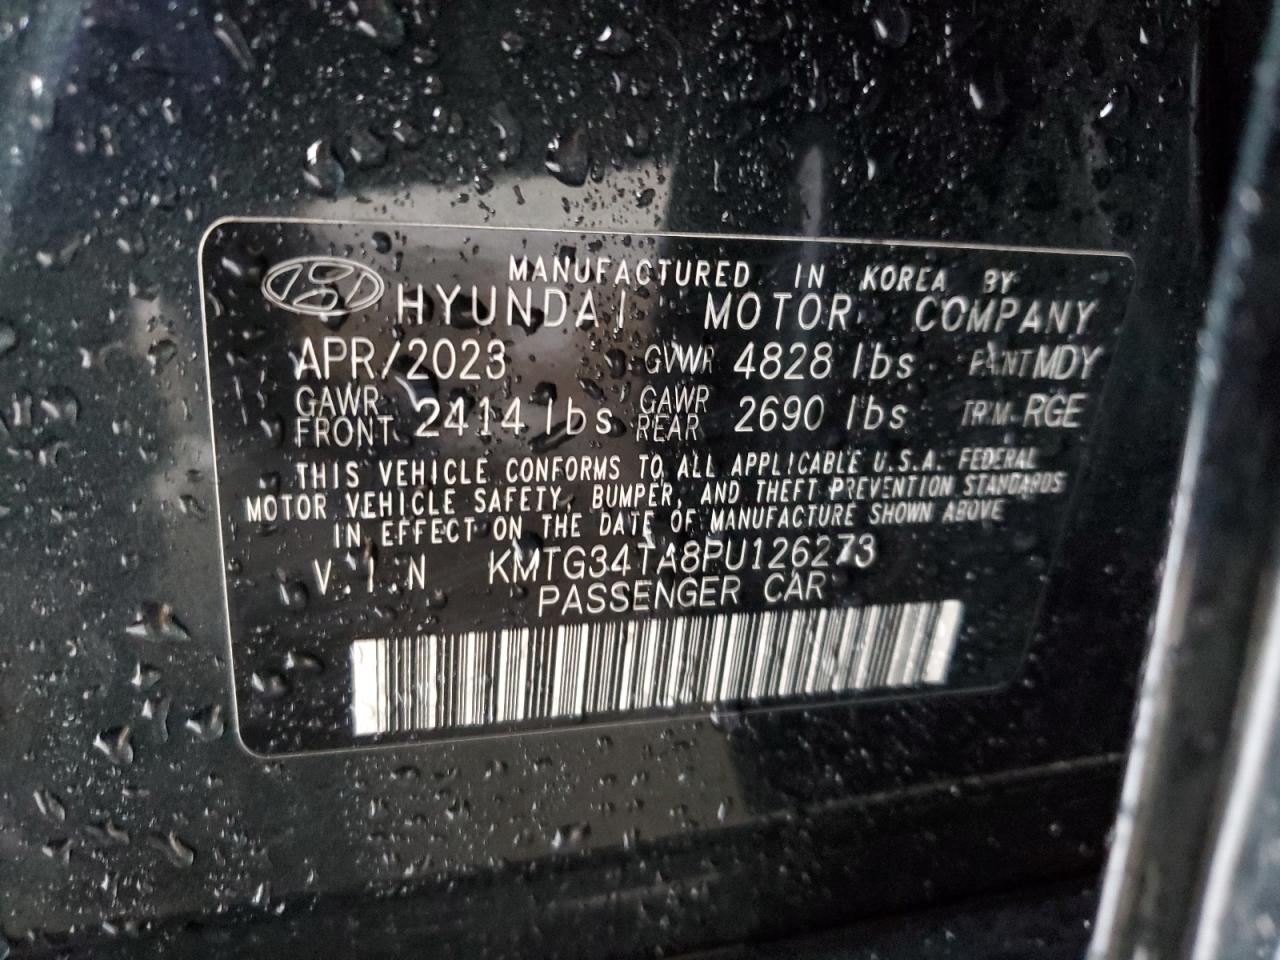 MANUFACTURED IN KOREA BY
HYUNDAI MOTOR COMPANY
APR/2023 GVWR 4828 lbs PAINT MDY
GAWR FRONT 2414 lbs GAWR REAR 2690 lbs TRIM RGE
THIS VEHICLE CONFORMS TO ALL APPLICABLE U.S.A. FEDERAL
MOTOR VEHICLE SAFETY, BUMPER, AND THEFT PREVENTION STANDARDS
IN EFFECT ON THE DATE OF MANUFACTURE SHOWN ABOVE
V.I.N KMTG34TA8PU126273
PASSENGER CAR